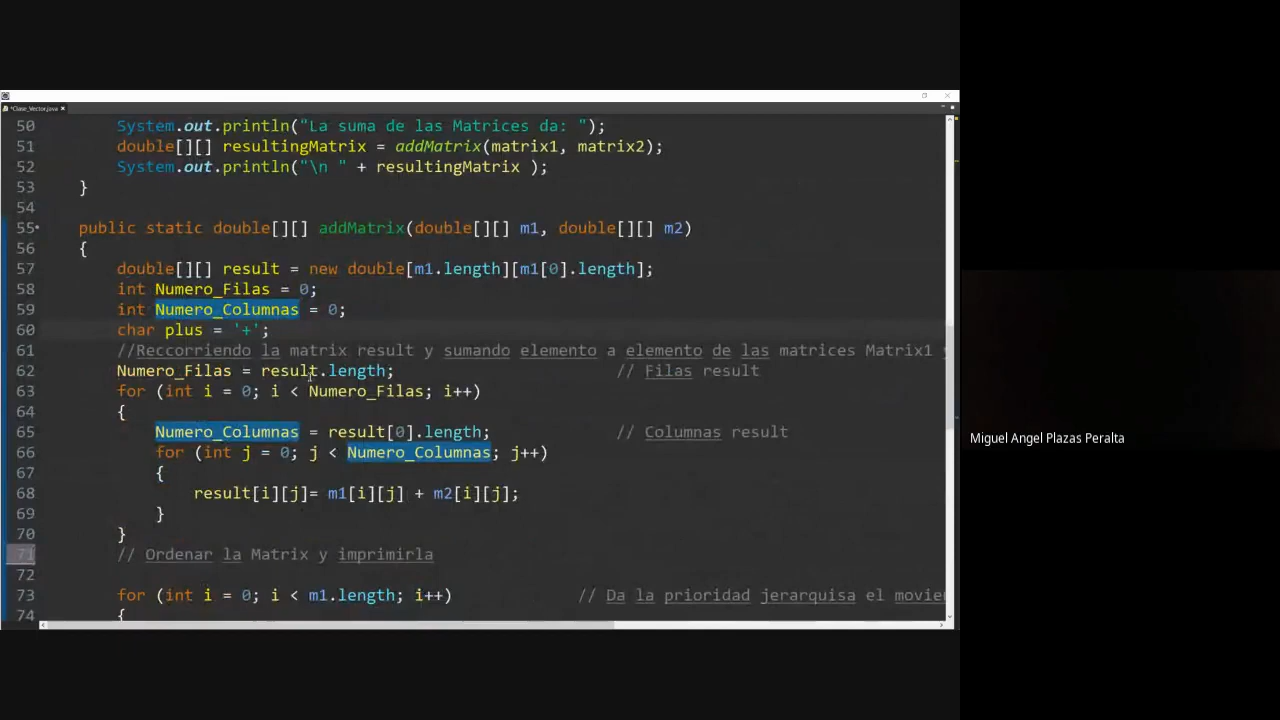 *Clase_Vector.java
50 System.out.println("La suma de las Matrices da: ");
51 double[][] resultingMatrix = addMatrix(matrix1, matrix2);
52 System.out.println("\n " + resultingMatrix );
53 }
54
55 public static double[][] addMatrix(double[][] m1, double[][] m2)
56 {
57 double[][] result = new double[m1.length][m1[0].length];
58 int Numero_Filas = 0;
59 int Numero_Columnas = 0;
60 char plus = '+';
61 //Reccorriendo la matrix result y sumando elemento a elemento de las matrices Matrix1 y
62 Numero_Filas = result.length; // Filas result
63 for (int i = 0; i < Numero_Filas; i++)
64 {
65 Numero_Columnas = result[0].length; // Columnas result
66 for (int j = 0; j < Numero_Columnas; j++)
67 {
68 result[i][j]= m1[i][j] + m2[i][j];
69 }
70 }
71 // Ordenar la Matrix y imprimirla
72
73 for (int i = 0; i < m1.length; i++) // Da la prioridad jerarquisa el movie
74 {
Miguel Angel Plazas Peralta